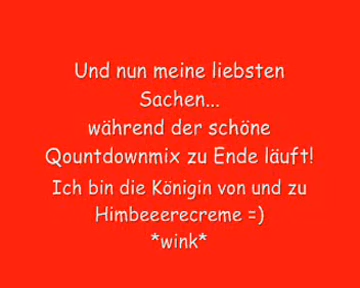 Und nun meine liebsten
Sachen...
während der schöne
Qountdownmix zu Ende läuft!
Ich bin die Königin von und zu
Himbeeerecreme =)
*wink*